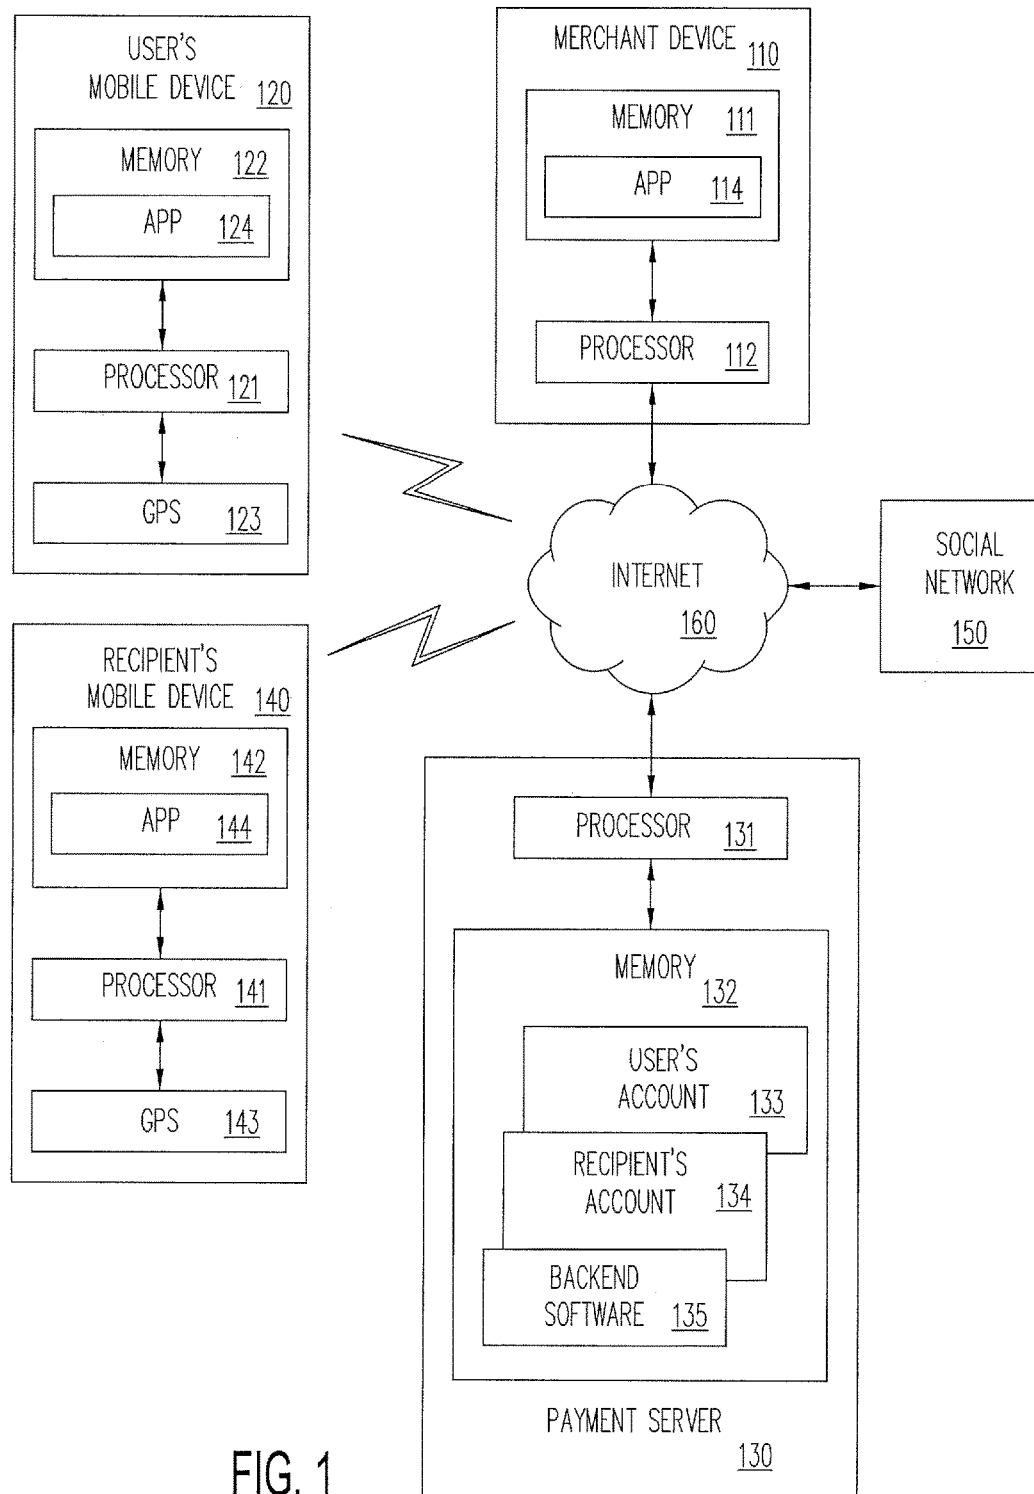 USER'S
MOBILE DEVICE 120
MEMORY 122
APP 124
PROCESSOR 121
GPS 123
MERCHANT DEVICE 110
MEMORY 111
APP 114
PROCESSOR 112
INTERNET
160
SOCIAL
NETWORK
150
RECIPIENT'S
MOBILE DEVICE 140
MEMORY 142
APP 144
PROCESSOR 141
GPS 143
PROCESSOR 131
MEMORY 132
USER'S
ACCOUNT 133
RECIPIENT'S
ACCOUNT 134
BACKEND
SOFTWARE 135
PAYMENT SERVER
130
FIG. 1